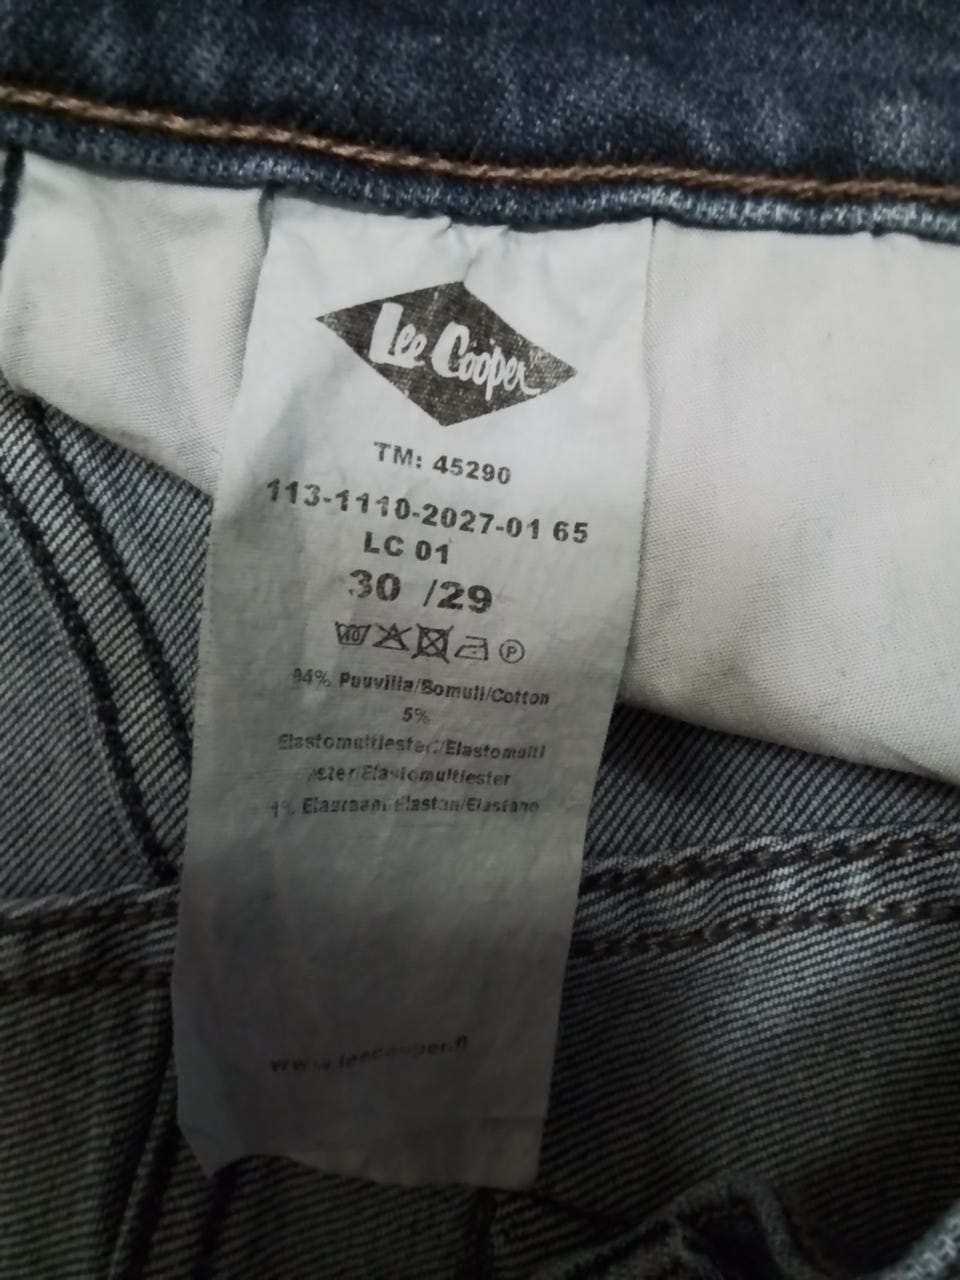 Lee Cooper
TM: 45290
113-1110-2027-01 65
LC 01
30 /29
40 P
94% Puuvilla/Bomull/Cotton
5%
Elastomultiester/Elastomulti
ester/Elastomultiester
1% Elastaani/Elastan/Elastane
www.leecooper.fi